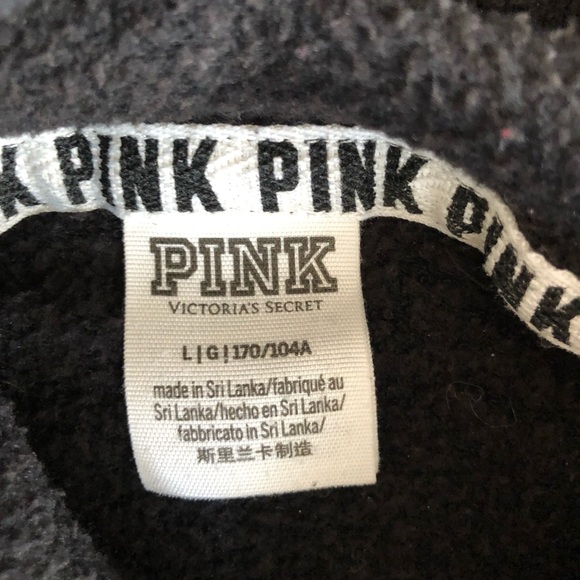 K PINK PINK PINK
PINK
VICTORIA'S SECRET
L|G|170/104A
made in Sri Lanka/fabriqué au
Sri Lanka/hecho en Sri Lanka/
fabbricato in Sri Lanka/
斯里兰卡制造